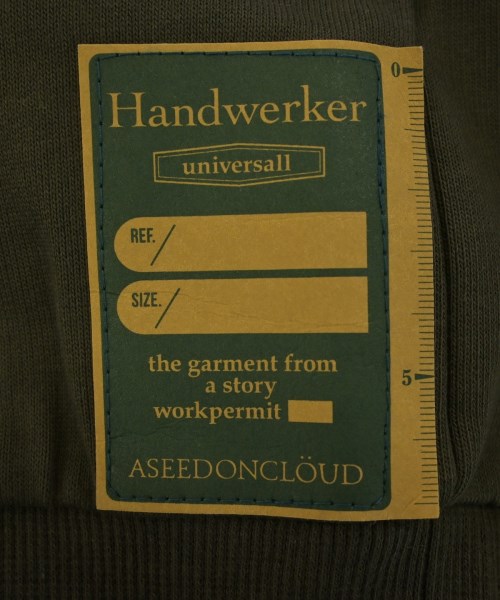 Handwerker
universall
REF. /
SIZE. /
the garment from
a story
workpermit
ASEEDONCLÖUD
0
5